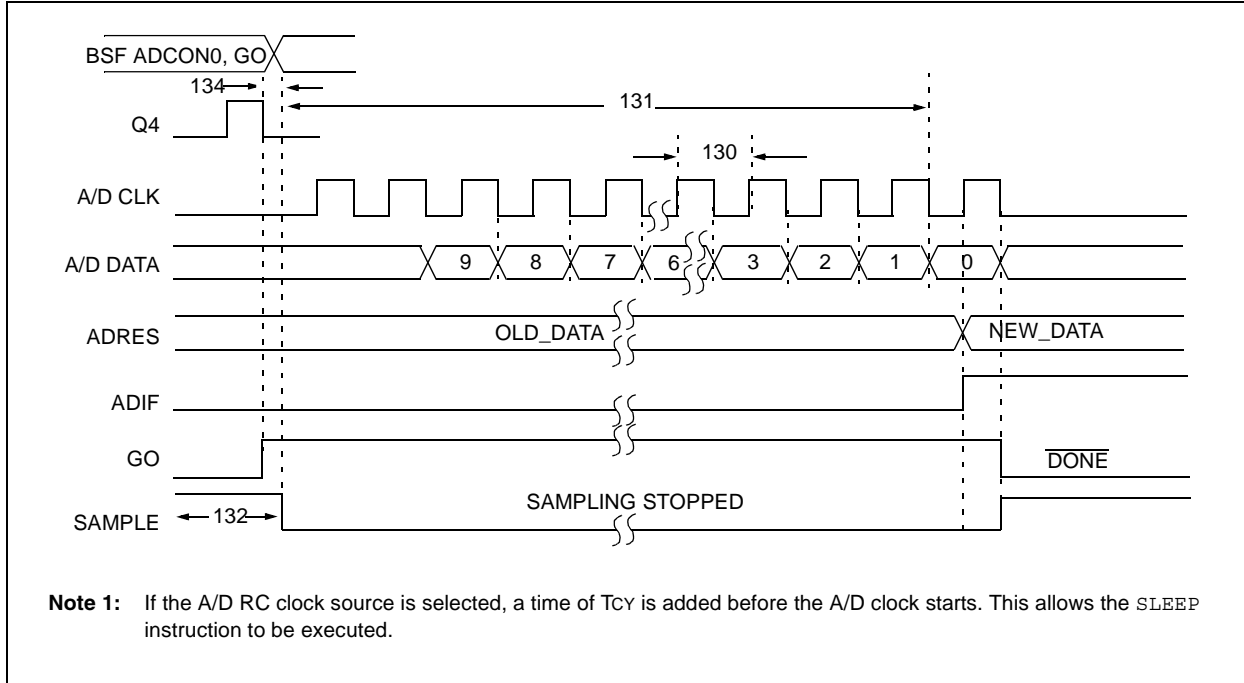 BSF ADCON0, GO
134
131
Q4
130
A/D CLK
A/D DATA
9 8 7 6 3 2 1 0
ADRES
OLD_DATA
NEW_DATA
ADIF
GO
DONE
SAMPLING STOPPED
SAMPLE
132
Note 1: If the A/D RC clock source is selected, a time of TCY is added before the A/D clock starts. This allows the SLEEP
instruction to be executed.